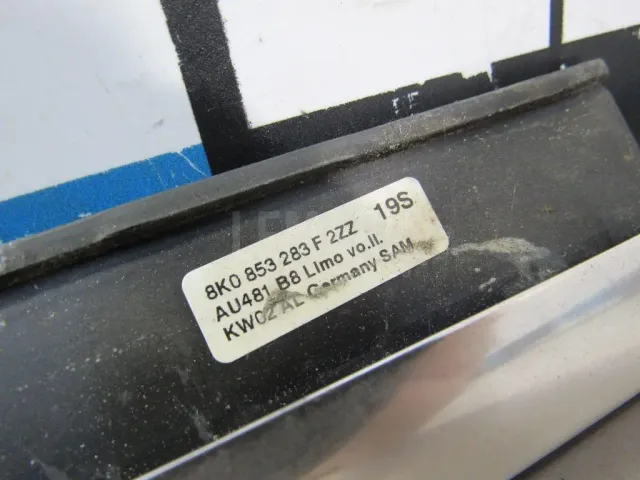 8K0 853 283 F 2ZZ 19S
AU481 B8 Limo vo.li.
KW02 AL Germany SAM